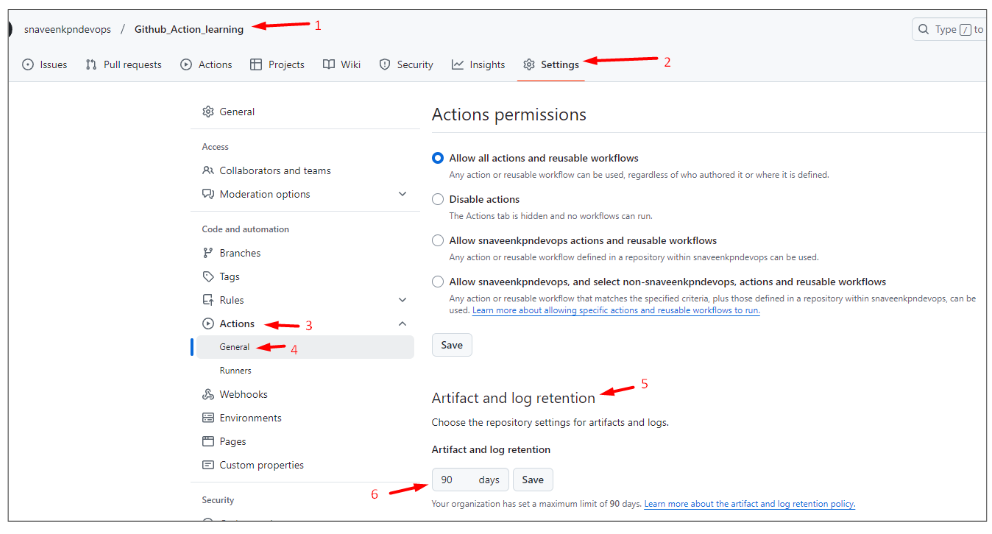 snaveenkpndevops / Github_Action_learning 1
Type / to
Issues Pull requests Actions Projects Wiki Security Insights Settings 2
General
Access
Collaborators and teams
Moderation options
Code and automation
Branches
Tags
Rules
Actions 3
General 4
Runners
Webhooks
Environments
Pages
Custom properties
Security
Actions permissions
Allow all actions and reusable workflows
Any action or reusable workflow can be used, regardless of who authored it or where it is defined.
Disable actions
The Actions tab is hidden and no workflows can run.
Allow snaveenkpndevops actions and reusable workflows
Any action or reusable workflow defined in a repository within snaveenkpndevops can be used.
Allow snaveenkpndevops, and select non-snaveenkpndevops, actions and reusable workflows
Any action or reusable workflow that matches the specified criteria, plus those defined in a repository within snaveenkpndevops, can be
used. Learn more about allowing specific actions and reusable workflows to run.
Save
Artifact and log retention 5
Choose the repository settings for artifacts and logs.
Artifact and log retention
6 90 days Save
Your organization has set a maximum limit of 90 days. Learn more about the artifact and log retention policy.